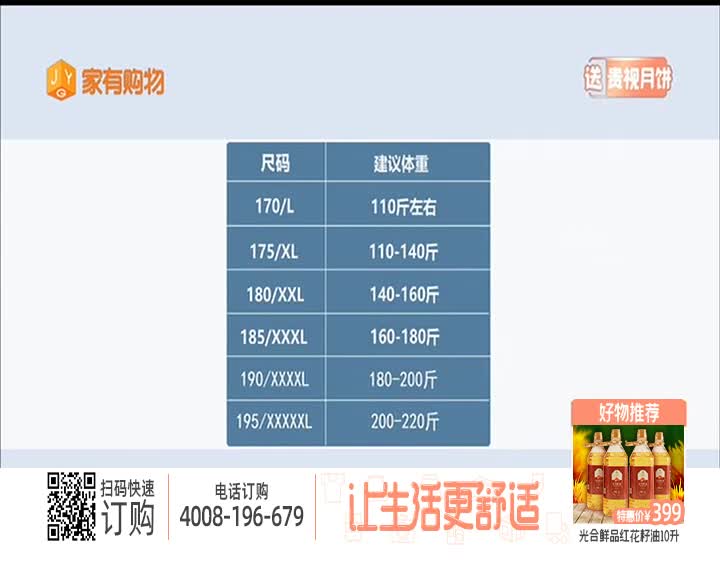 JYG 家有购物
送贵视月饼
尺码 建议体重
170/L 110斤左右
175/XL 110-140斤
180/XXL 140-160斤
185/XXXL 160-180斤
190/XXXXL 180-200斤
195/XXXXXL 200-220斤
扫码快速
订购
电话订购
4008-196-679
让生活更舒适
好物推荐
特惠价¥399
光合鲜品红花籽油10升